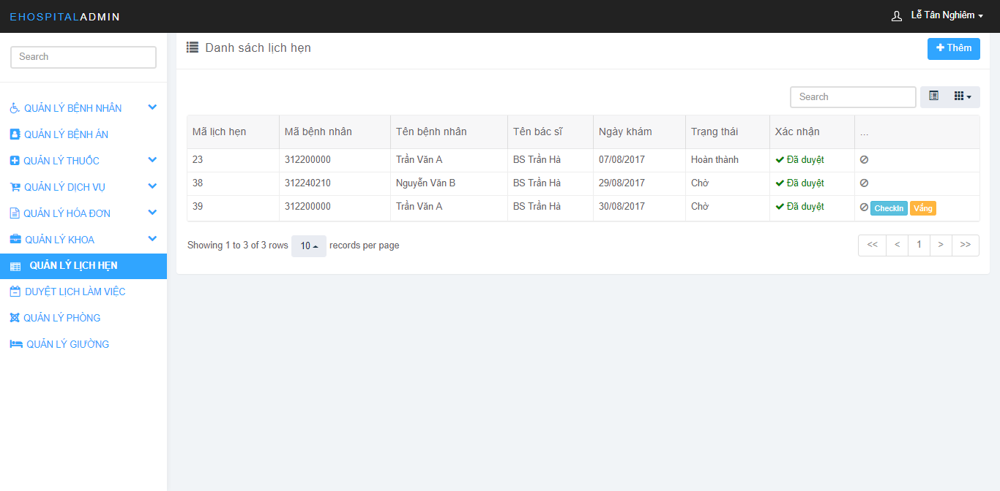 EHOSPITALADMIN
Lễ Tân Nghiêm
Search
QUẢN LÝ BỆNH NHÂN
QUẢN LÝ BỆNH ÁN
QUẢN LÝ THUỐC
QUẢN LÝ DỊCH VỤ
QUẢN LÝ HÓA ĐƠN
QUẢN LÝ KHOA
QUẢN LÝ LỊCH HẸN
DUYỆT LỊCH LÀM VIỆC
QUẢN LÝ PHÒNG
QUẢN LÝ GIƯỜNG
Danh sách lịch hẹn
Thêm
Search
Mã lịch hẹn Mã bệnh nhân Tên bệnh nhân Tên bác sĩ Ngày khám Trạng thái Xác nhận ...
23 312200000 Trần Văn A BS Trần Hà 07/08/2017 Hoàn thành Đã duyệt
38 312240210 Nguyễn Văn B BS Trần Hà 29/08/2017 Chờ Đã duyệt
39 312200000 Trần Văn A BS Trần Hà 30/08/2017 Chờ Đã duyệt CheckIn Vắng
Showing 1 to 3 of 3 rows 10 records per page
<< < 1 > >>